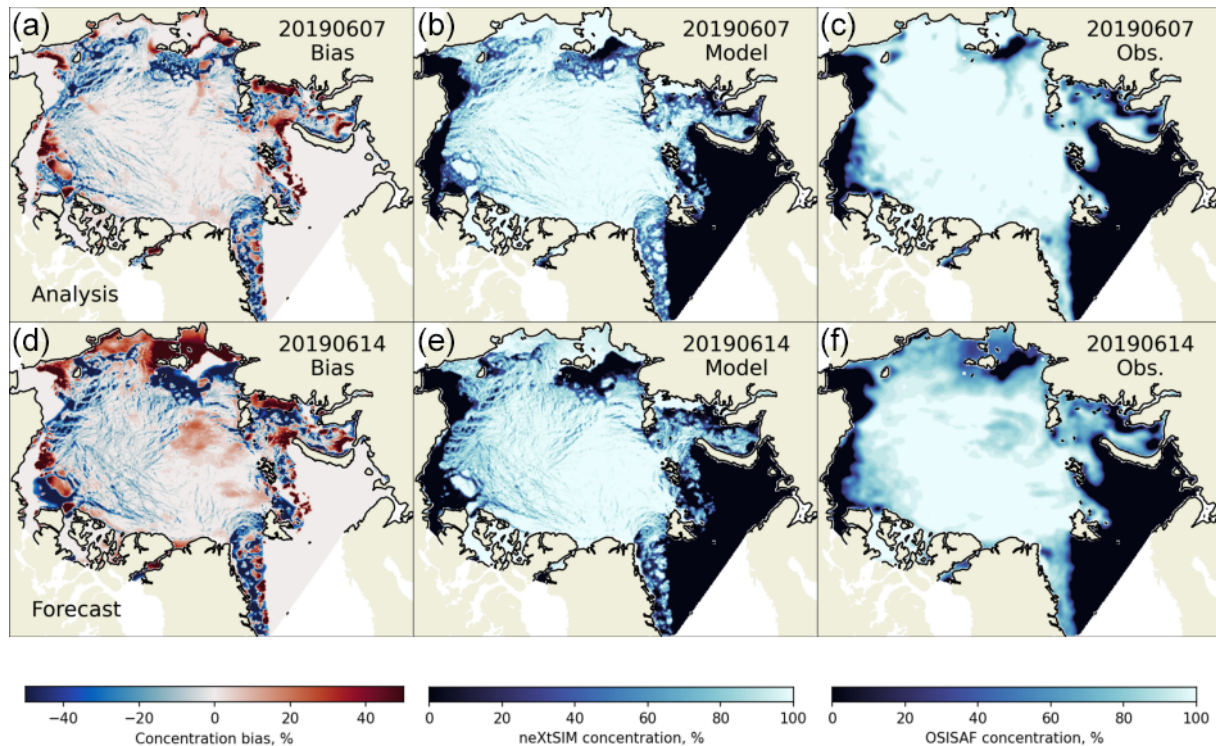 (a) 20190607 Bias
(b) 20190607 Model
(c) 20190607 Obs.
Analysis
(d) 20190614 Bias
(e) 20190614 Model
(f) 20190614 Obs.
Forecast
−40 −20 0 20 40
Concentration bias, %
0 20 40 60 80 100
neXtSIM concentration, %
0 20 40 60 80 100
OSISAF concentration, %